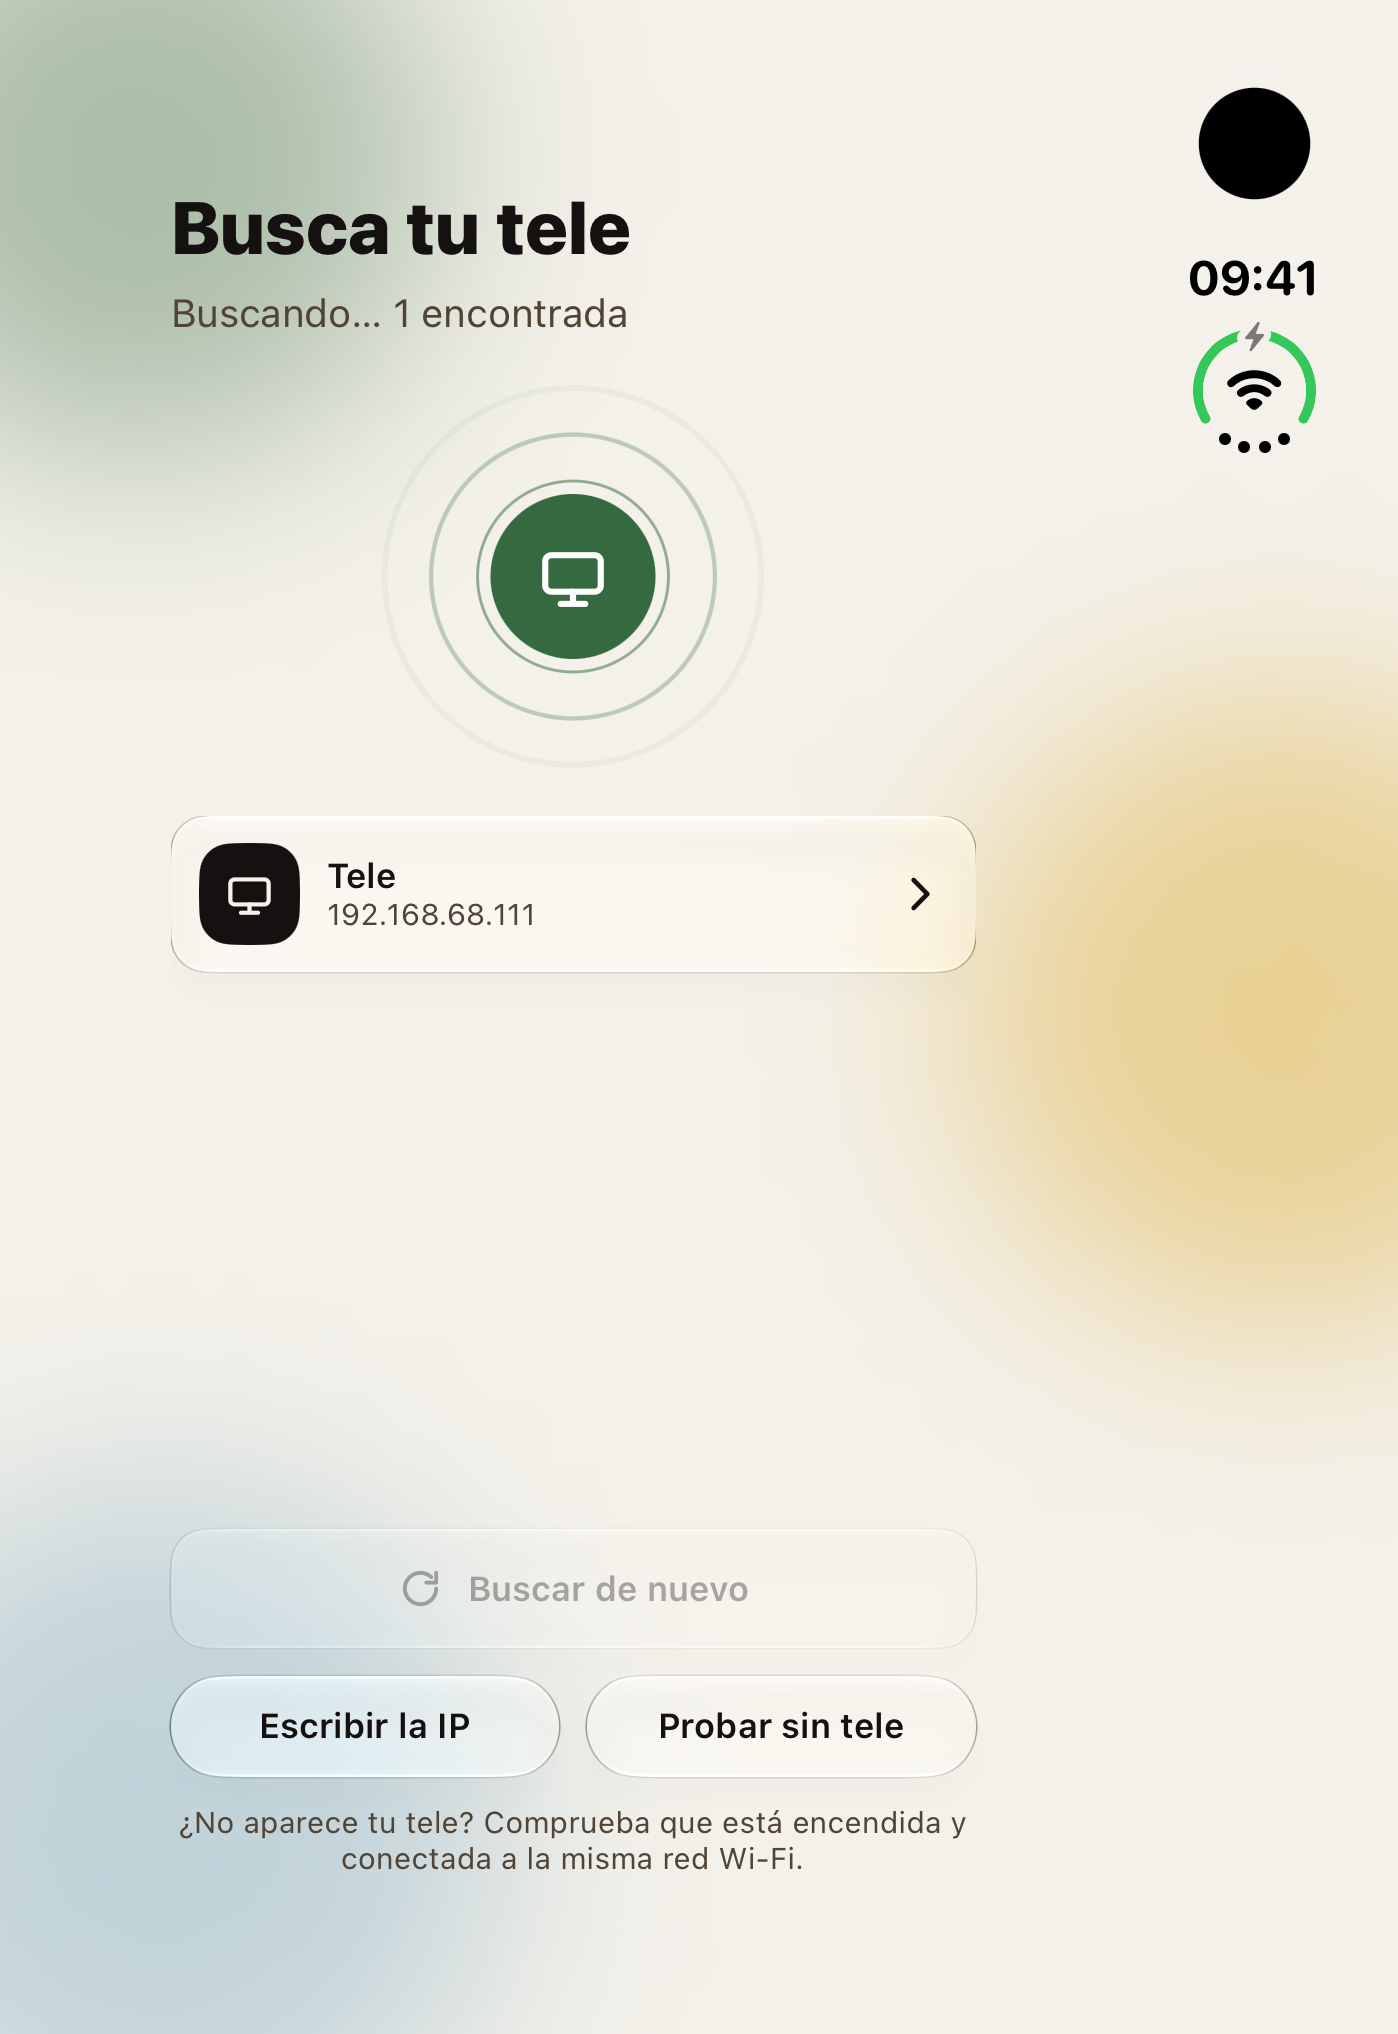 Busca tu tele
Buscando... 1 encontrada
09:41
Tele
192.168.68.111
Buscar de nuevo
Escribir la IP
Probar sin tele
¿No aparece tu tele? Comprueba que está encendida y
conectada a la misma red Wi-Fi.